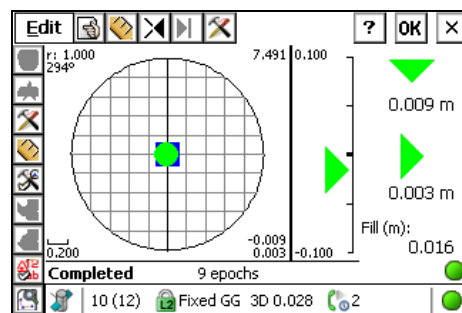 Edit ? OK ×
r: 1.000 7.491 0.100
294°
0.009 m
0.003 m
Fill (m):
0.016
-0.009
0.200 0.003 -0.100
Completed 9 epochs
10 (12) L2 Fixed GG 3D 0.028 2